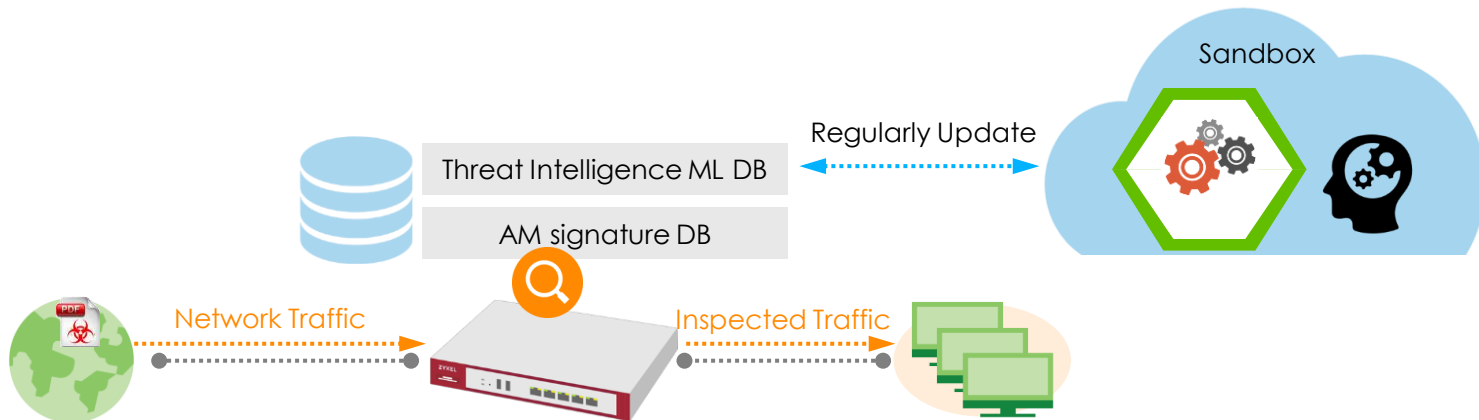 Sandbox
Regularly Update
Threat Intelligence ML DB
AM signature DB
PDF
Network Traffic
Inspected Traffic
ZYXEL